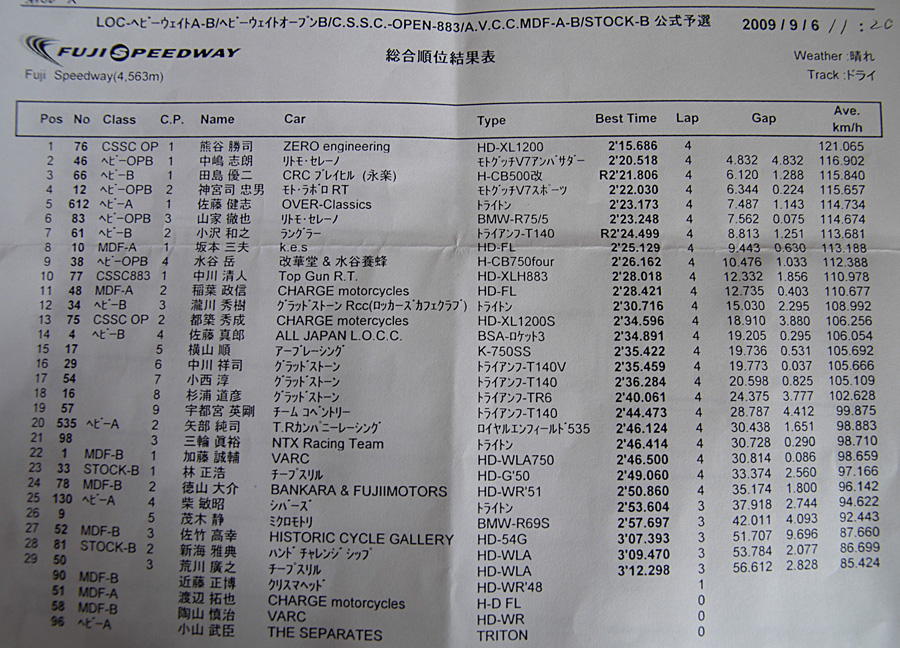 LOC-ヘビーウェイトA-B/ヘビーウェイトオープンB/C.S.S.C.-OPEN-883/A.V.C.C.MDF-A-B/STOCK-B 公式予選 2009/9/6 11:20
FUJI SPEEDWAY 総合順位結果表 Weather :晴れ
Fuji Speedway(4,563m) Track :ドライ
Pos No Class C.P. Name Car Type Best Time Lap Gap Ave. km/h
1 76 CSSC OP 1 熊谷 勝司 ZERO engineering HD-XL1200 2'15.686 4 121.065
2 46 ヘビーOPB 1 中嶋 志朗 リトモ・セレーノ モトグッチV7アンバサダー 2'20.518 4 4.832 4.832 116.902
3 66 ヘビーB 1 田島 優二 CRC ブレイヒル (永楽) H-CB500改 R2'21.806 4 6.120 1.288 115.840
4 12 ヘビーOPB 2 神宮司 忠男 モト・ラボロ RT モトグッチV7スポーツ 2'22.030 4 6.344 0.224 115.657
5 612 ヘビーA 1 佐藤 健志 OVER-Classics トライトン 2'23.173 4 7.487 1.143 114.734
6 83 ヘビーOPB 3 山家 徹也 リトモ・セレーノ BMW-R75/5 2'23.248 4 7.562 0.075 114.674
7 61 ヘビーB 2 小沢 和之 ラングラー トライアンフ-T140 R2'24.499 4 8.813 1.251 113.681
8 10 MDF-A 1 坂本 三夫 k.e.s HD-FL 2'25.129 4 9.443 0.630 113.188
9 38 ヘビーOPB 4 水谷 岳 改華堂 & 水谷養蜂 H-CB750four 2'26.162 4 10.476 1.033 112.388
10 77 CSSC883 1 中川 清人 Top Gun R.T. HD-XLH883 2'28.018 4 12.332 1.856 110.978
11 48 MDF-A 2 稲葉 政信 CHARGE motorcycles HD-FL 2'28.421 4 12.735 0.403 110.677
12 34 ヘビーB 3 瀧川 秀樹 グラッドストーン Rcc(ロッカーズカフェクラブ) トライトン 2'30.716 4 15.030 2.295 108.992
13 75 CSSC OP 2 都築 秀成 CHARGE motercycles HD-XL1200S 2'34.596 4 18.910 3.880 106.256
14 4 ヘビーB 4 佐藤 真郎 ALL JAPAN L.O.C.C. BSA-ロケット3 2'34.891 4 19.205 0.295 106.054
15 17 5 横山 順 アーブレーシング K-750SS 2'35.422 4 19.736 0.531 105.692
16 29 6 中川 祥司 グラッドストーン トライアンフ-T140V 2'35.459 4 19.773 0.037 105.666
17 54 7 小西 淳 グラッドストーン トライアンフ-T140 2'36.284 4 20.598 0.825 105.109
18 16 8 杉浦 道彦 グラッドストーン トライアンフ-TR6 2'40.061 4 24.375 3.777 102.628
19 57 9 宇都宮 英剛 チーム コベントリー トライアンフ-T140 2'44.473 4 28.787 4.412 99.875
20 535 ヘビーA 2 矢部 純司 T.Rカンパニーレーシング ロイヤルエンフィールド535 2'46.124 4 30.438 1.651 98.883
21 98 3 三輪 眞裕 NTX Racing Team トライトン 2'46.414 4 30.728 0.290 98.710
22 1 MDF-B 1 加藤 誠輔 VARC HD-WLA750 2'46.500 4 30.814 0.086 98.659
23 33 STOCK-B 1 林 正浩 チープスリル HD-G'50 2'49.060 4 33.374 2.560 97.166
24 78 MDF-B 2 徳山 大介 BANKARA & FUJIIMOTORS HD-WR'51 2'50.860 4 35.174 1.800 96.142
25 130 ヘビーA 4 柴 敏昭 シバーズ トライトン 2'53.604 3 37.918 2.744 94.622
26 9 5 茂木 静 ミクロモトリ BMW-R69S 2'57.697 3 42.011 4.093 92.443
27 52 MDF-B 3 佐竹 高幸 HISTORIC CYCLE GALLERY HD-54G 3'07.393 3 51.707 9.696 87.660
28 81 STOCK-B 2 新海 雅典 ハンドチャレンジシップ HD-WLA 3'09.470 3 53.784 2.077 86.699
29 50 3 荒川 廣之 チープスリル HD-WLA 3'12.298 3 56.612 2.828 85.424
90 MDF-B 近藤 正博 クリスマヘッド HD-WR'48 1
51 MDF-A 渡辺 拓也 CHARGE motorcycles H-D FL 0
58 MDF-B 陶山 慎治 VARC HD-WR 0
96 ヘビーA 小山 武臣 THE SEPARATES TRITON 0